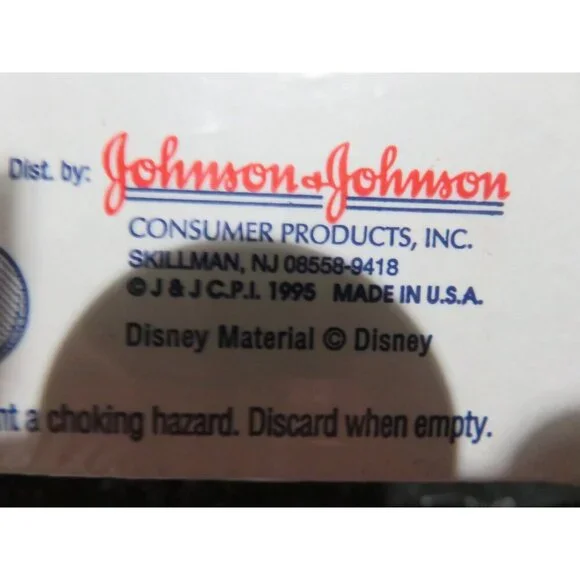 Dist. by: Johnson & Johnson
CONSUMER PRODUCTS, INC.
SKILLMAN, NJ 08558-9418
© J & J C.P.I. 1995 MADE IN U.S.A.
Disney Material © Disney
a choking hazard. Discard when empty.